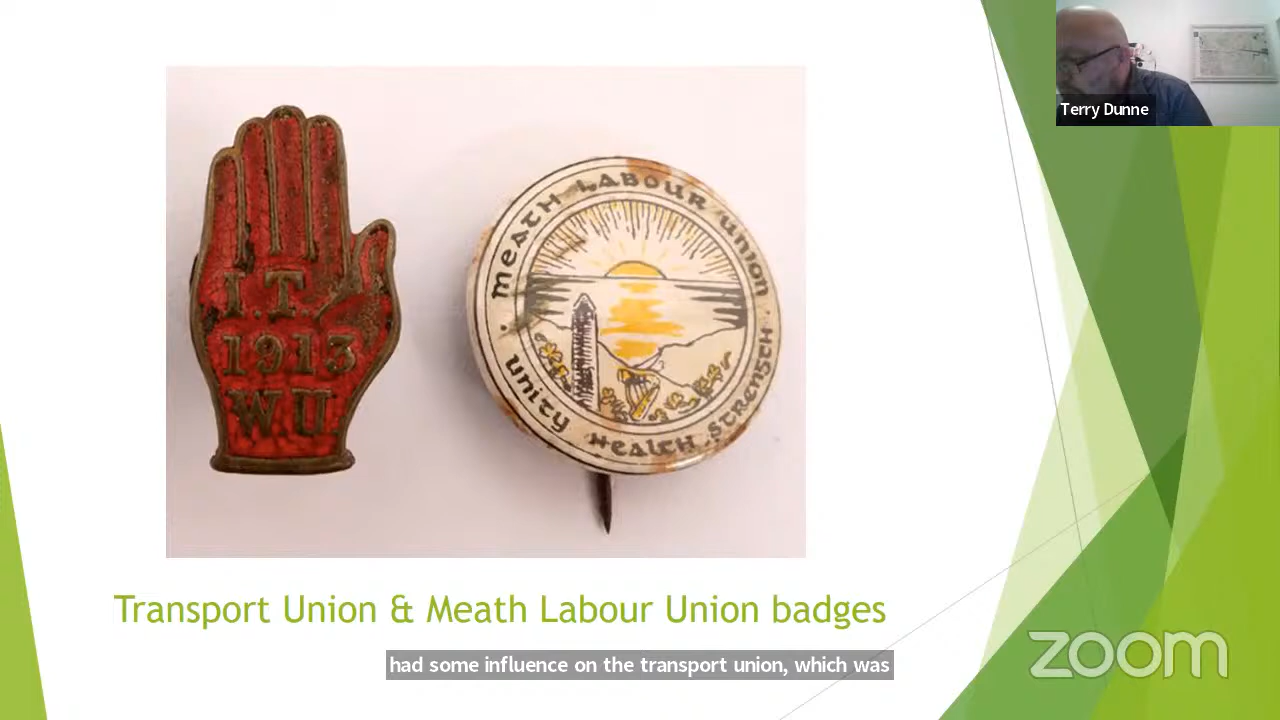 Terry Dunne
I.T.
1913
W.U.
· MEATH LABOUR UNION ·
UNITY HEALTH STRENGTH
Transport Union & Meath Labour Union badges
had some influence on the transport union, which was
zoom